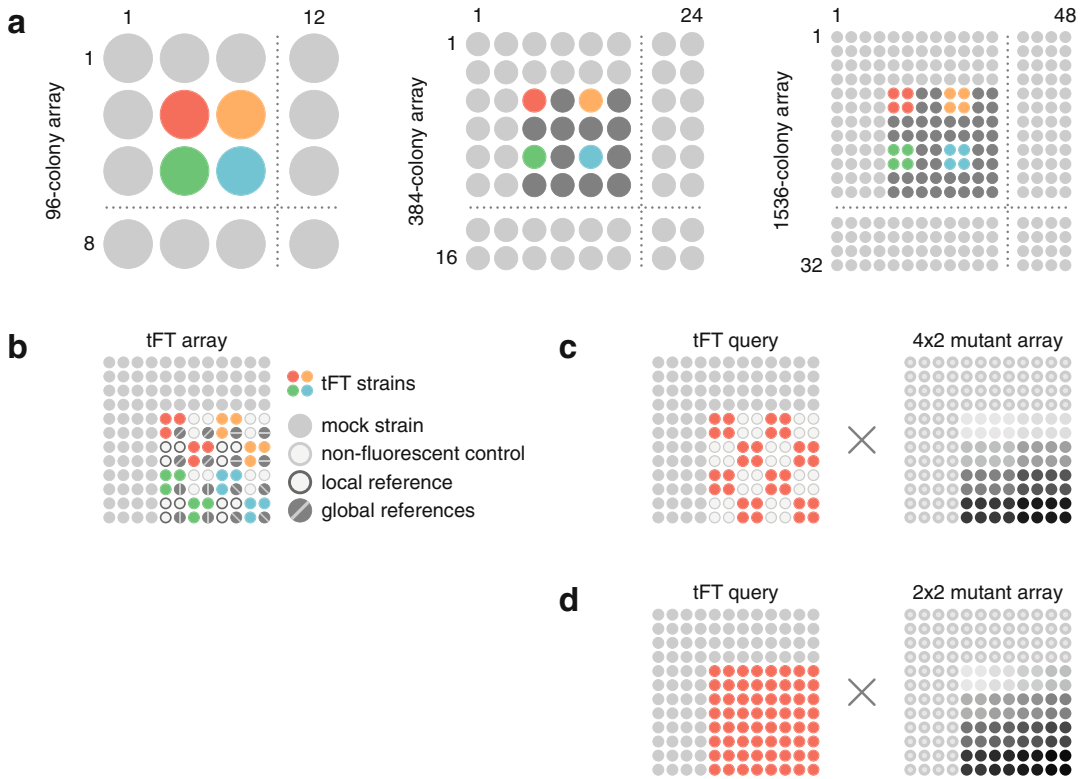 a
1
12
1
8
96-colony array
1
24
1
16
384-colony array
1
48
1
32
1536-colony array
b
tFT array
tFT strains
mock strain
non-fluorescent control
local reference
global references
c
tFT query
4x2 mutant array
d
tFT query
2x2 mutant array